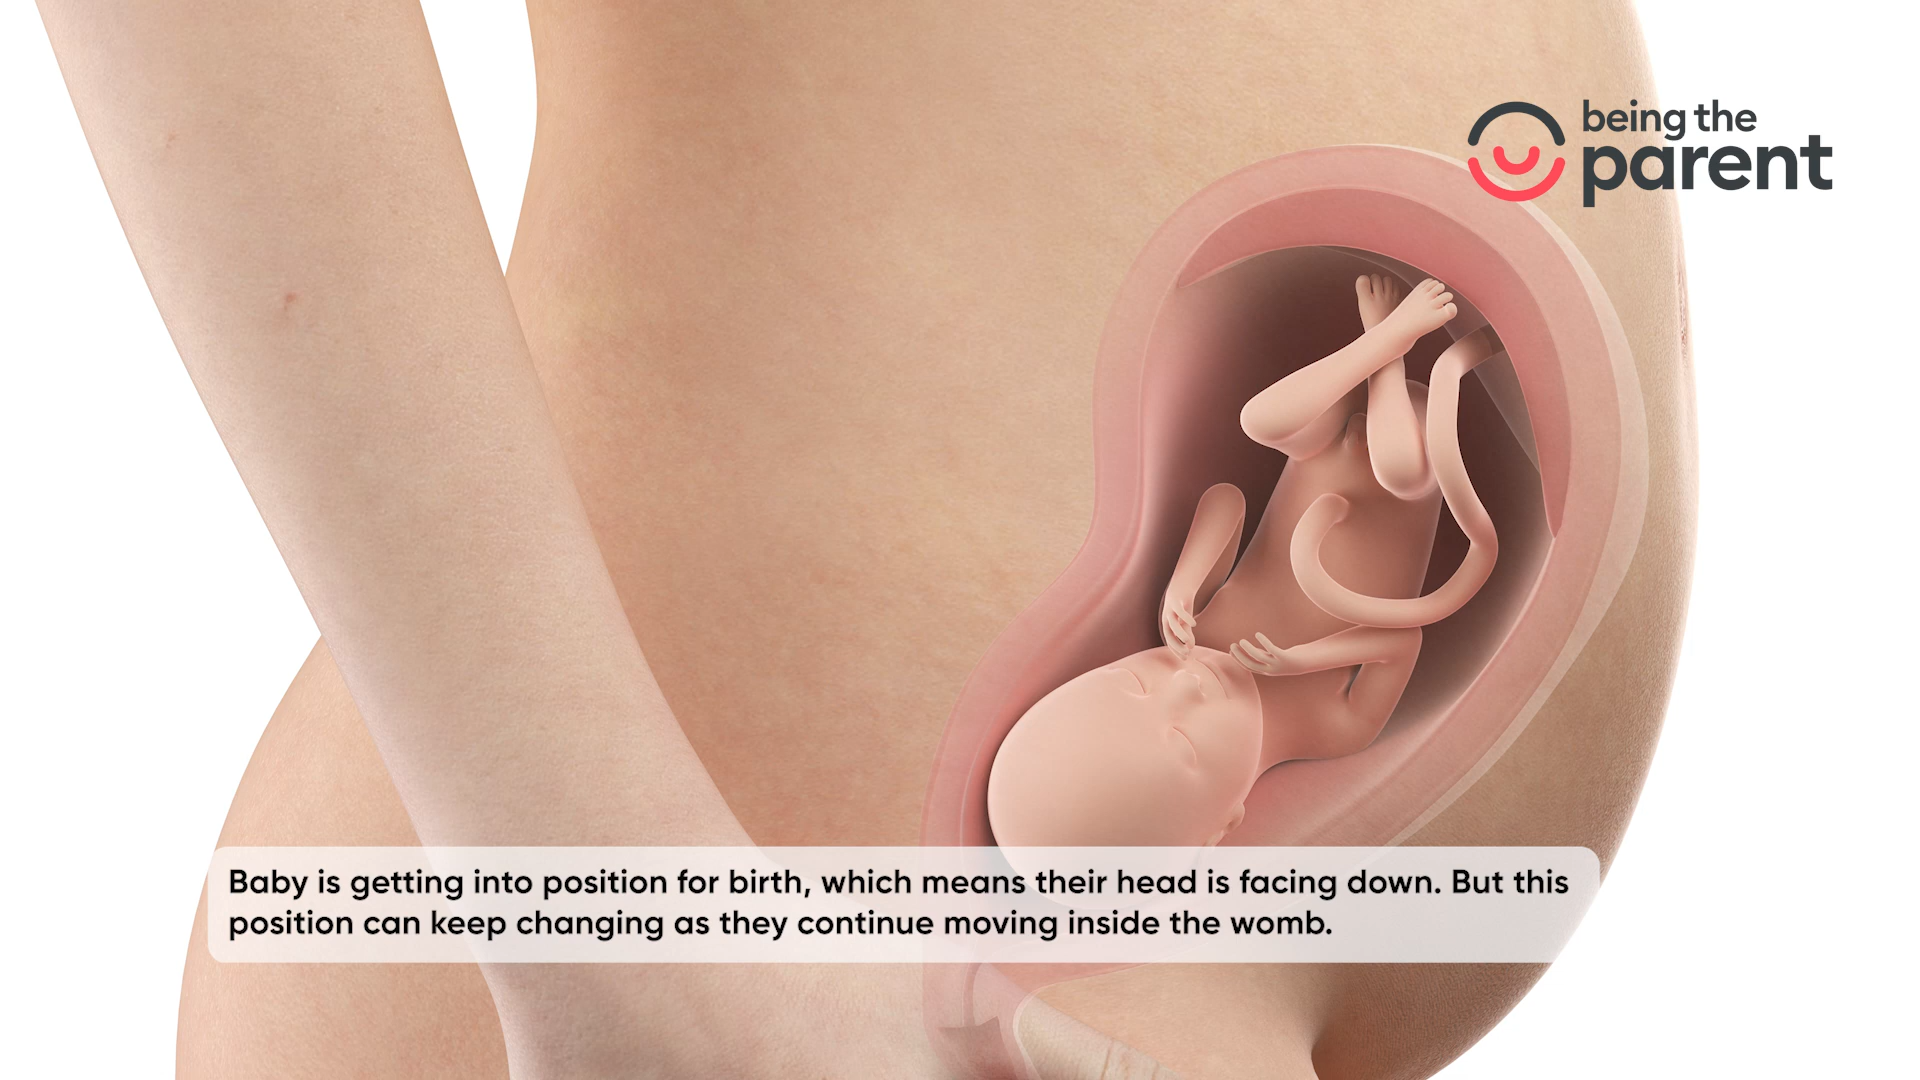 being the
parent
Baby is getting into position for birth, which means their head is facing down. But this
position can keep changing as they continue moving inside the womb.